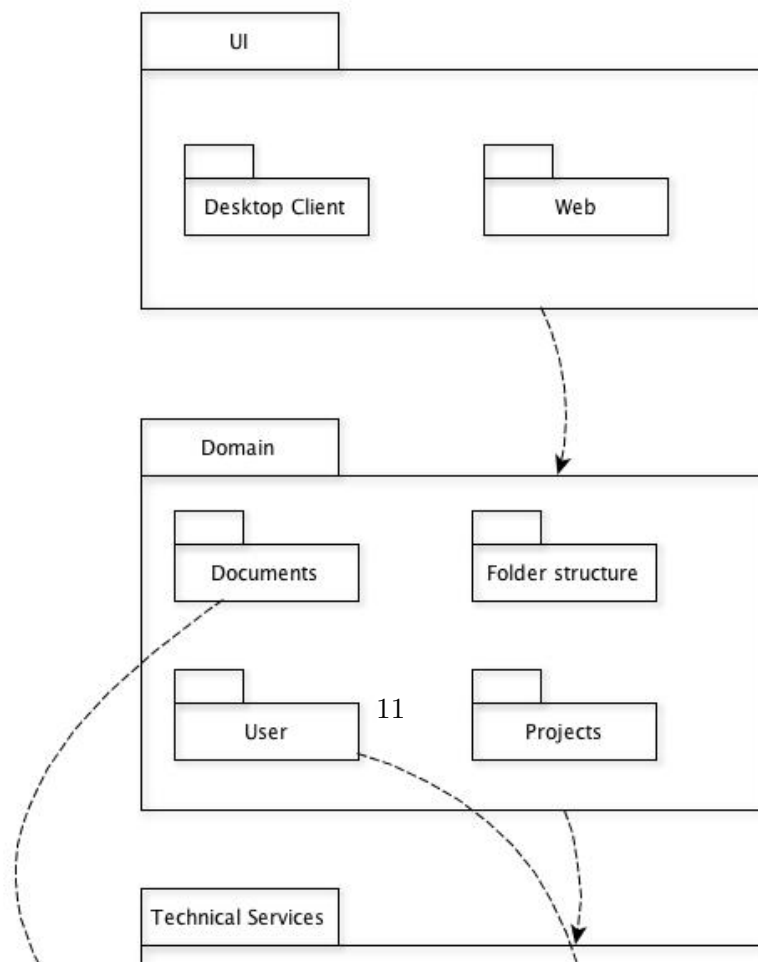 UI
Desktop Client
Web
Domain
Documents
Folder structure
11
User
Projects
Technical Services